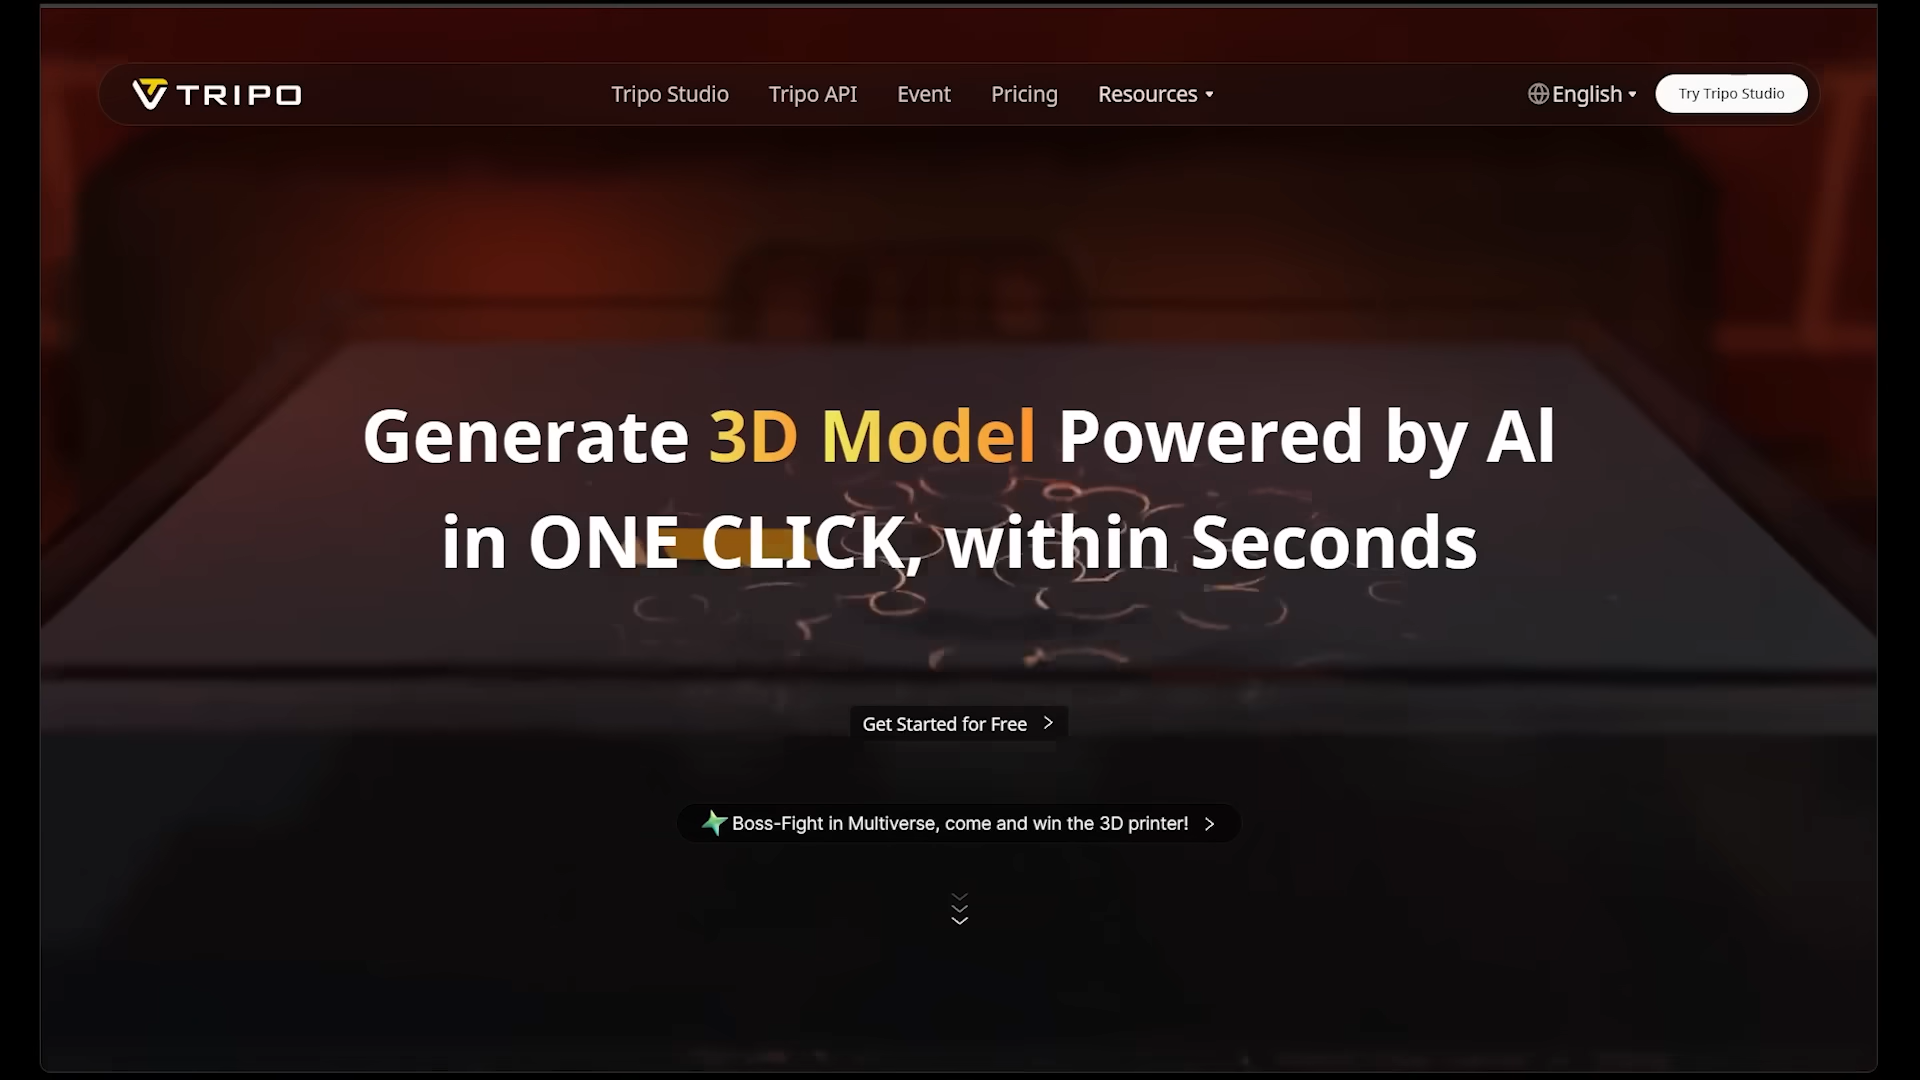 TRIPO
Tripo Studio
Tripo API
Event
Pricing
Resources
English
Try Tripo Studio
Generate 3D Model Powered by AI
in ONE CLICK, within Seconds
Get Started for Free
Boss-Fight in Multiverse, come and win the 3D printer!